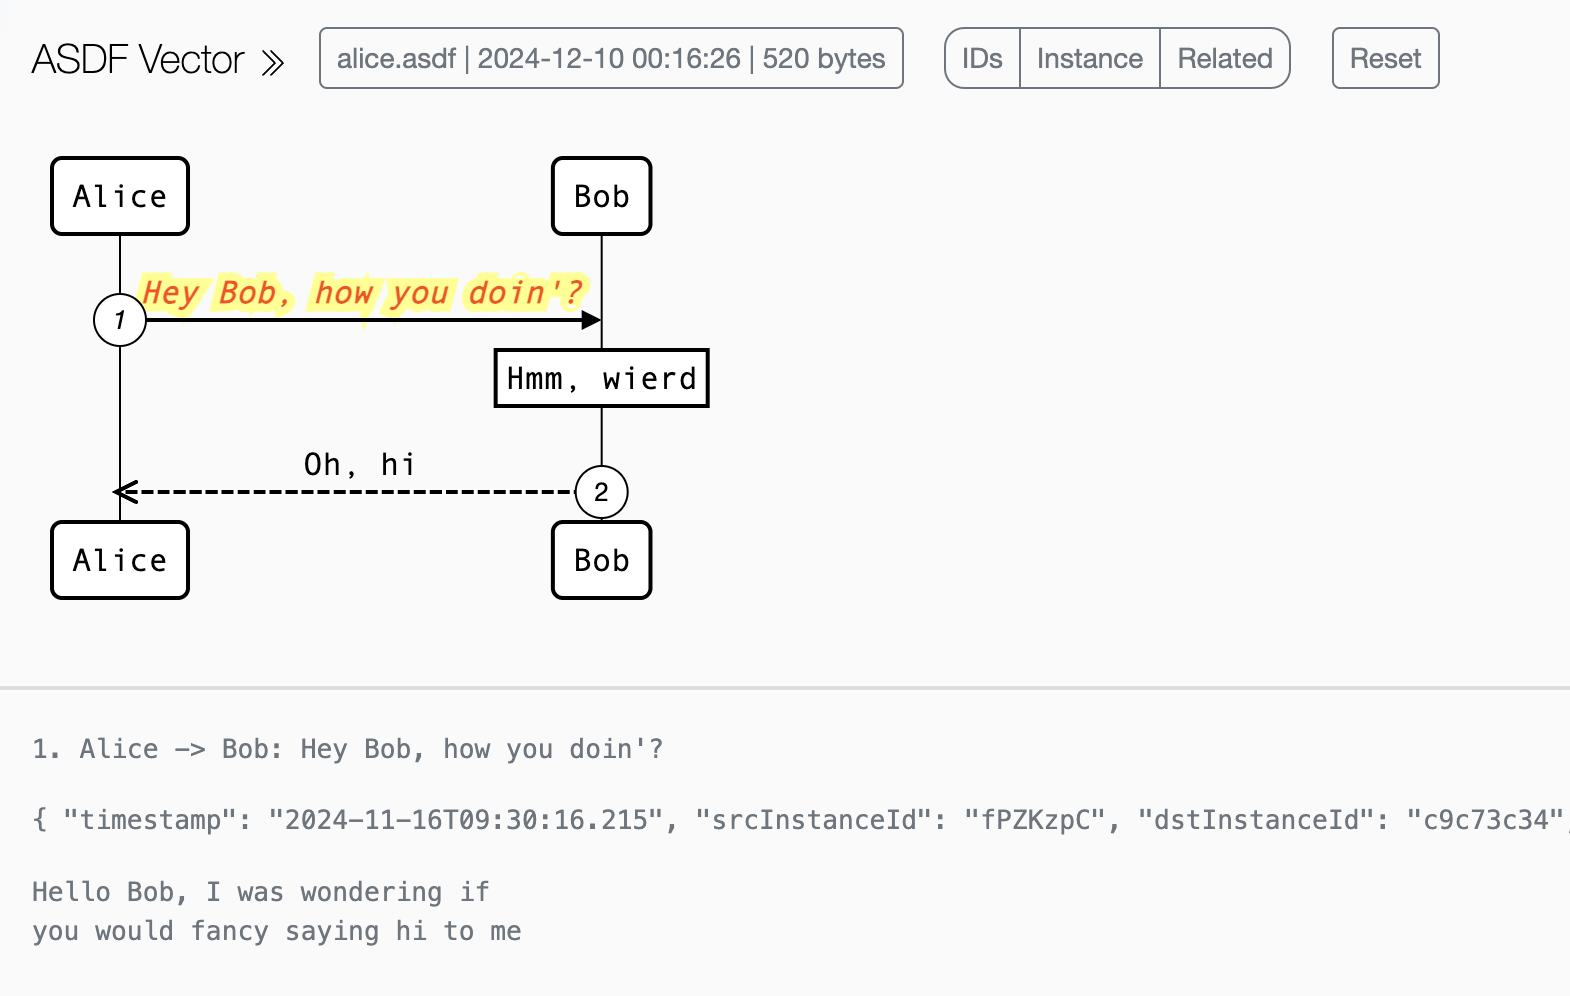 ASDF Vector »
alice.asdf | 2024-12-10 00:16:26 | 520 bytes
IDs
Instance
Related
Reset
Alice
Bob
Hey Bob, how you doin'?
1
Hmm, wierd
Oh, hi
2
Alice
Bob
1. Alice -> Bob: Hey Bob, how you doin'?
{ "timestamp": "2024-11-16T09:30:16.215", "srcInstanceId": "fPZKzpC", "dstInstanceId": "c9c73c34",
Hello Bob, I was wondering if
you would fancy saying hi to me